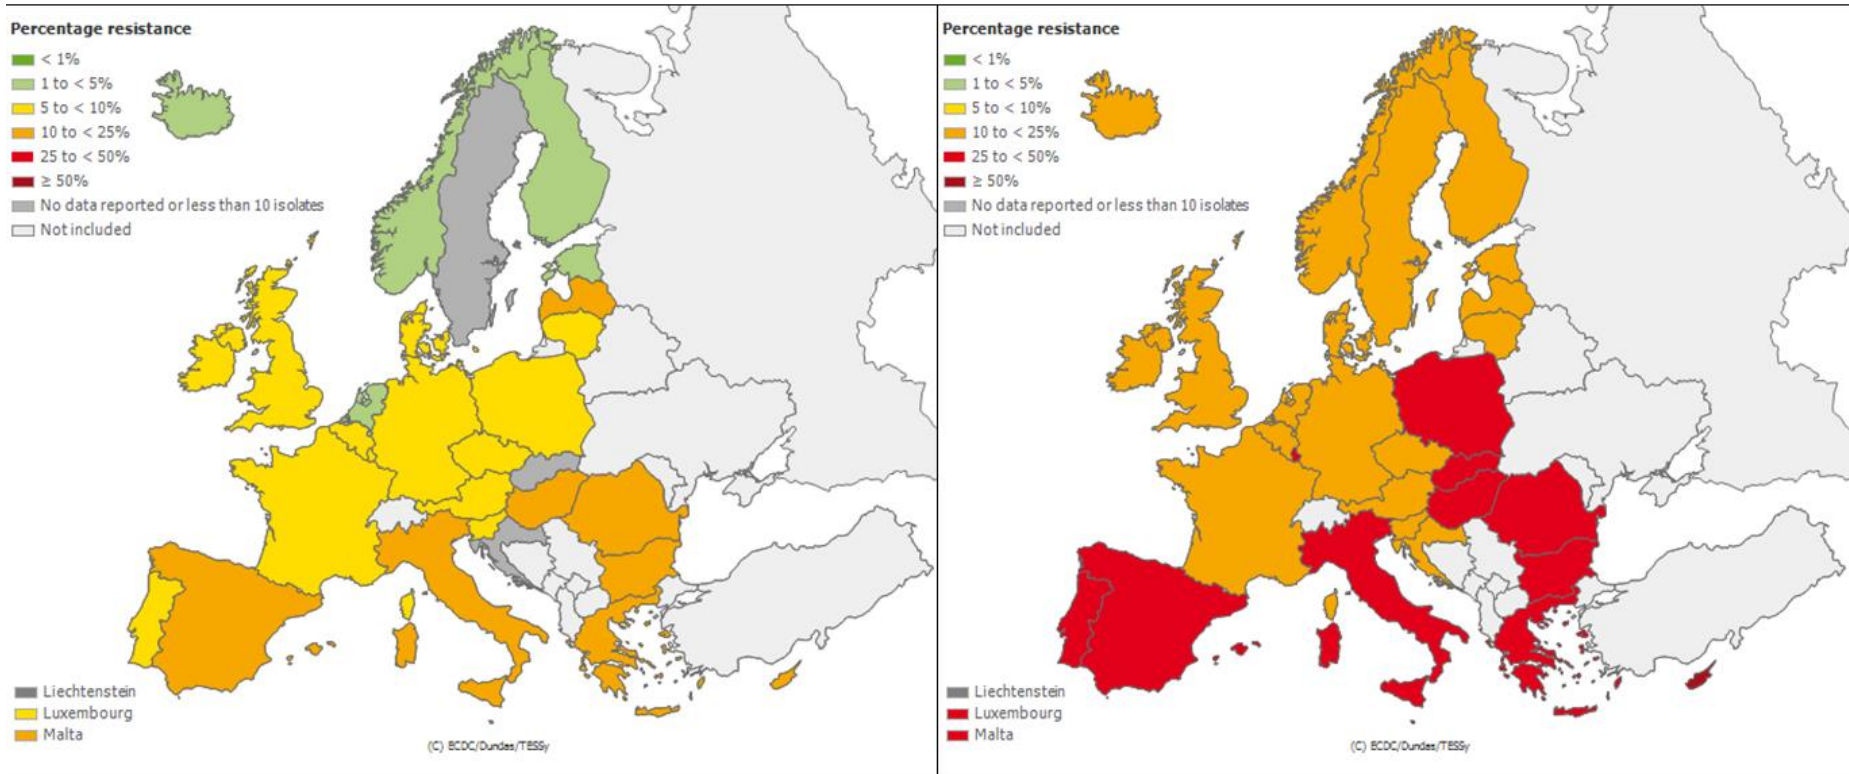 Percentage resistance
< 1%
1 to < 5%
5 to < 10%
10 to < 25%
25 to < 50%
≥ 50%
No data reported or less than 10 isolates
Not included
Liechtenstein
Luxembourg
Malta
(C) ECDC/Dundas/TESSy
Percentage resistance
< 1%
1 to < 5%
5 to < 10%
10 to < 25%
25 to < 50%
≥ 50%
No data reported or less than 10 isolates
Not included
Liechtenstein
Luxembourg
Malta
(C) ECDC/Dundas/TESSy